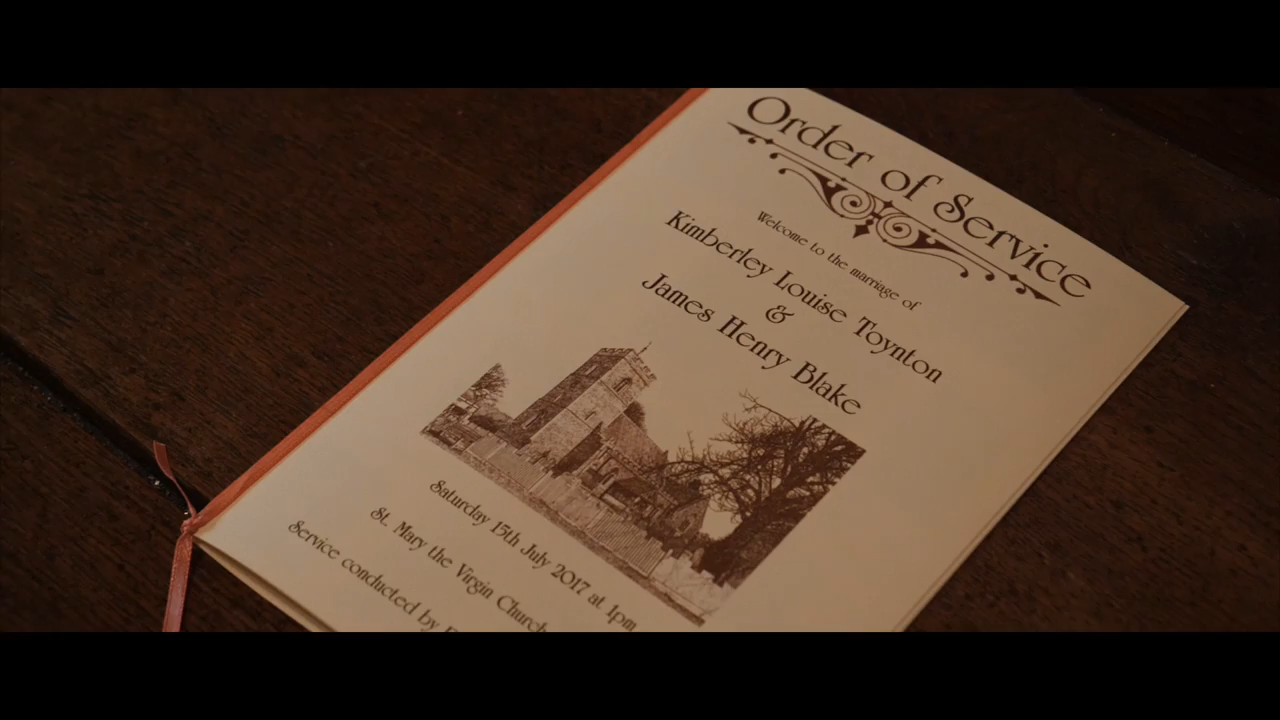 Order of Service
Welcome to the marriage of
Kimberley Louise Toynton
&
James Henry Blake
Saturday 15th July 2017 at 1pm
St. Mary the Virgin Church
Service conducted by